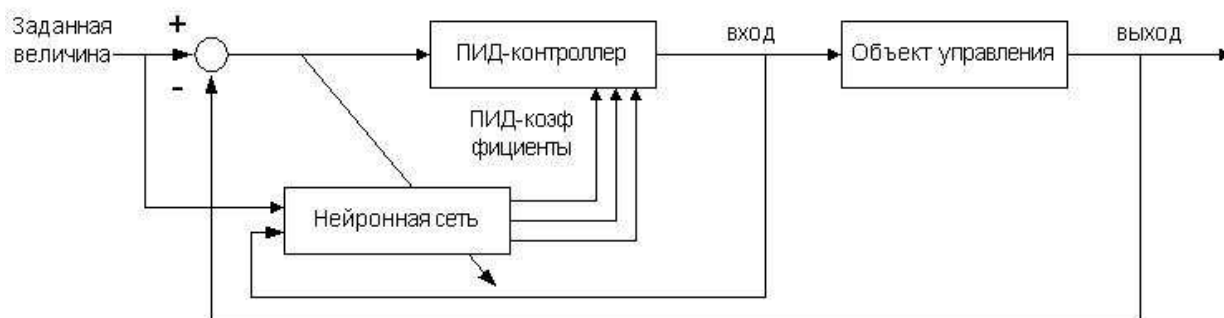 Заданная
величина
+
-
ПИД-контроллер
вход
Объект управления
выход
ПИД-коэф
фициенты
Нейронная сеть